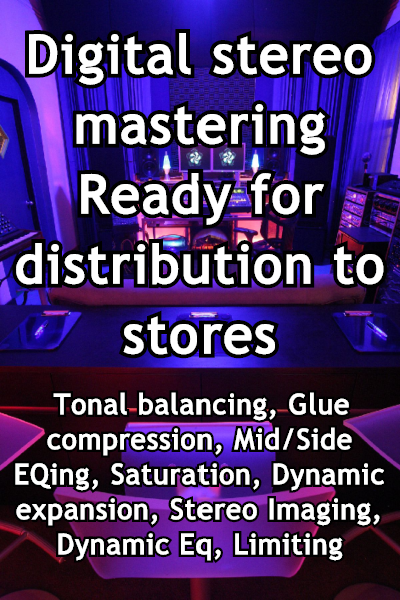 Digital stereo
mastering
Ready for
distribution to
stores
Tonal balancing, Glue
compression, Mid/Side
EQing, Saturation, Dynamic
expansion, Stereo Imaging,
Dynamic Eq, Limiting